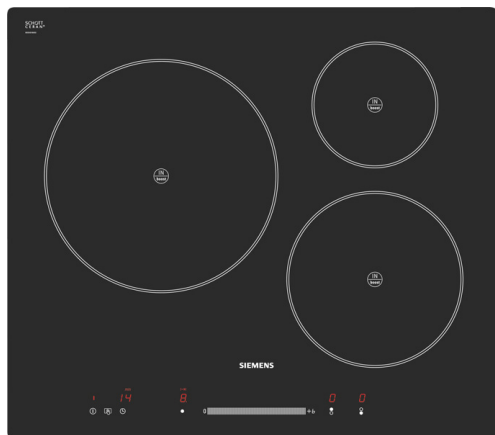 SCHOTT
CERAN®
IN
boost
IN
boost
IN
boost
SIEMENS
14 8 0 0
0 + b